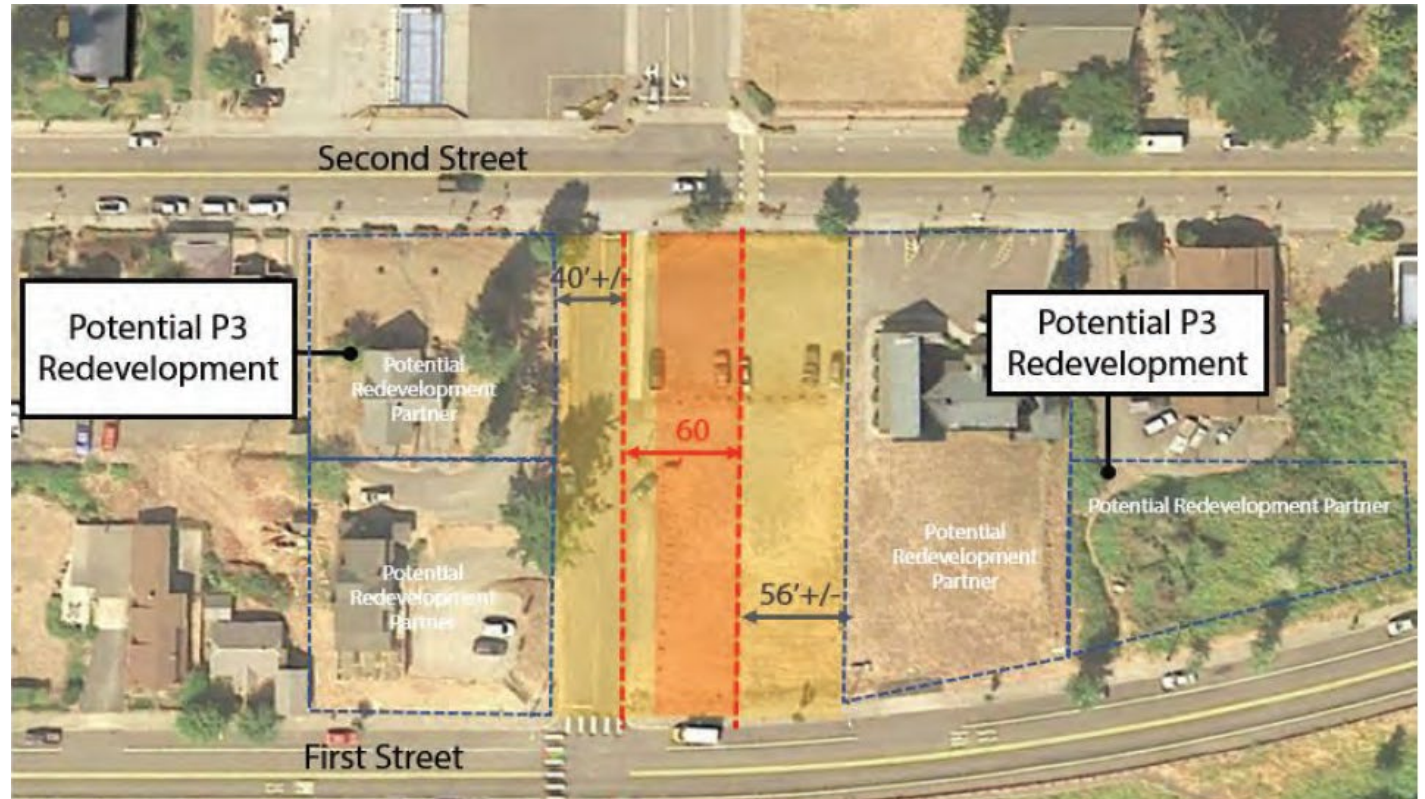 Second Street
40'+/-
Potential P3
Redevelopment
Potential P3
Redevelopment
Potential
Redevelopment
Partner
60
Potential Redevelopment Partner
Potential
Redevelopment
Partner
Potential
Redevelopment
Partner
56'+/-
First Street